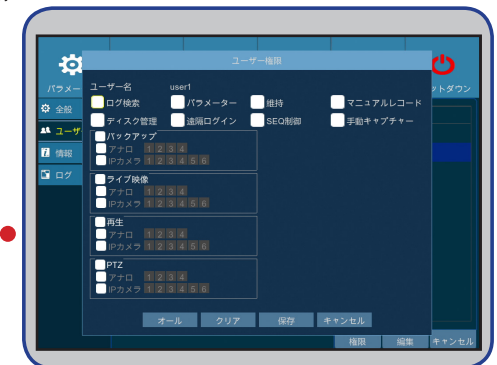 ユーザー権限
パラメー
ットダウン
ユーザー名 user1
ログ検索 パラメーター 維持 マニュアルレコード
ディスク管理 遠隔ログイン SEQ制御 手動キャプチャー
全般
ユーザ
情報
ログ
バックアップ
アナロ 1 2 3 4
IPカメラ 1 2 3 4 5 6
ライブ映像
アナロ 1 2 3 4
IPカメラ 1 2 3 4 5 6
再生
アナロ 1 2 3 4
IPカメラ 1 2 3 4 5 6
PTZ
アナロ 1 2 3 4
IPカメラ 1 2 3 4 5 6
オール クリア 保存 キャンセル
権限 編集 キャンセル